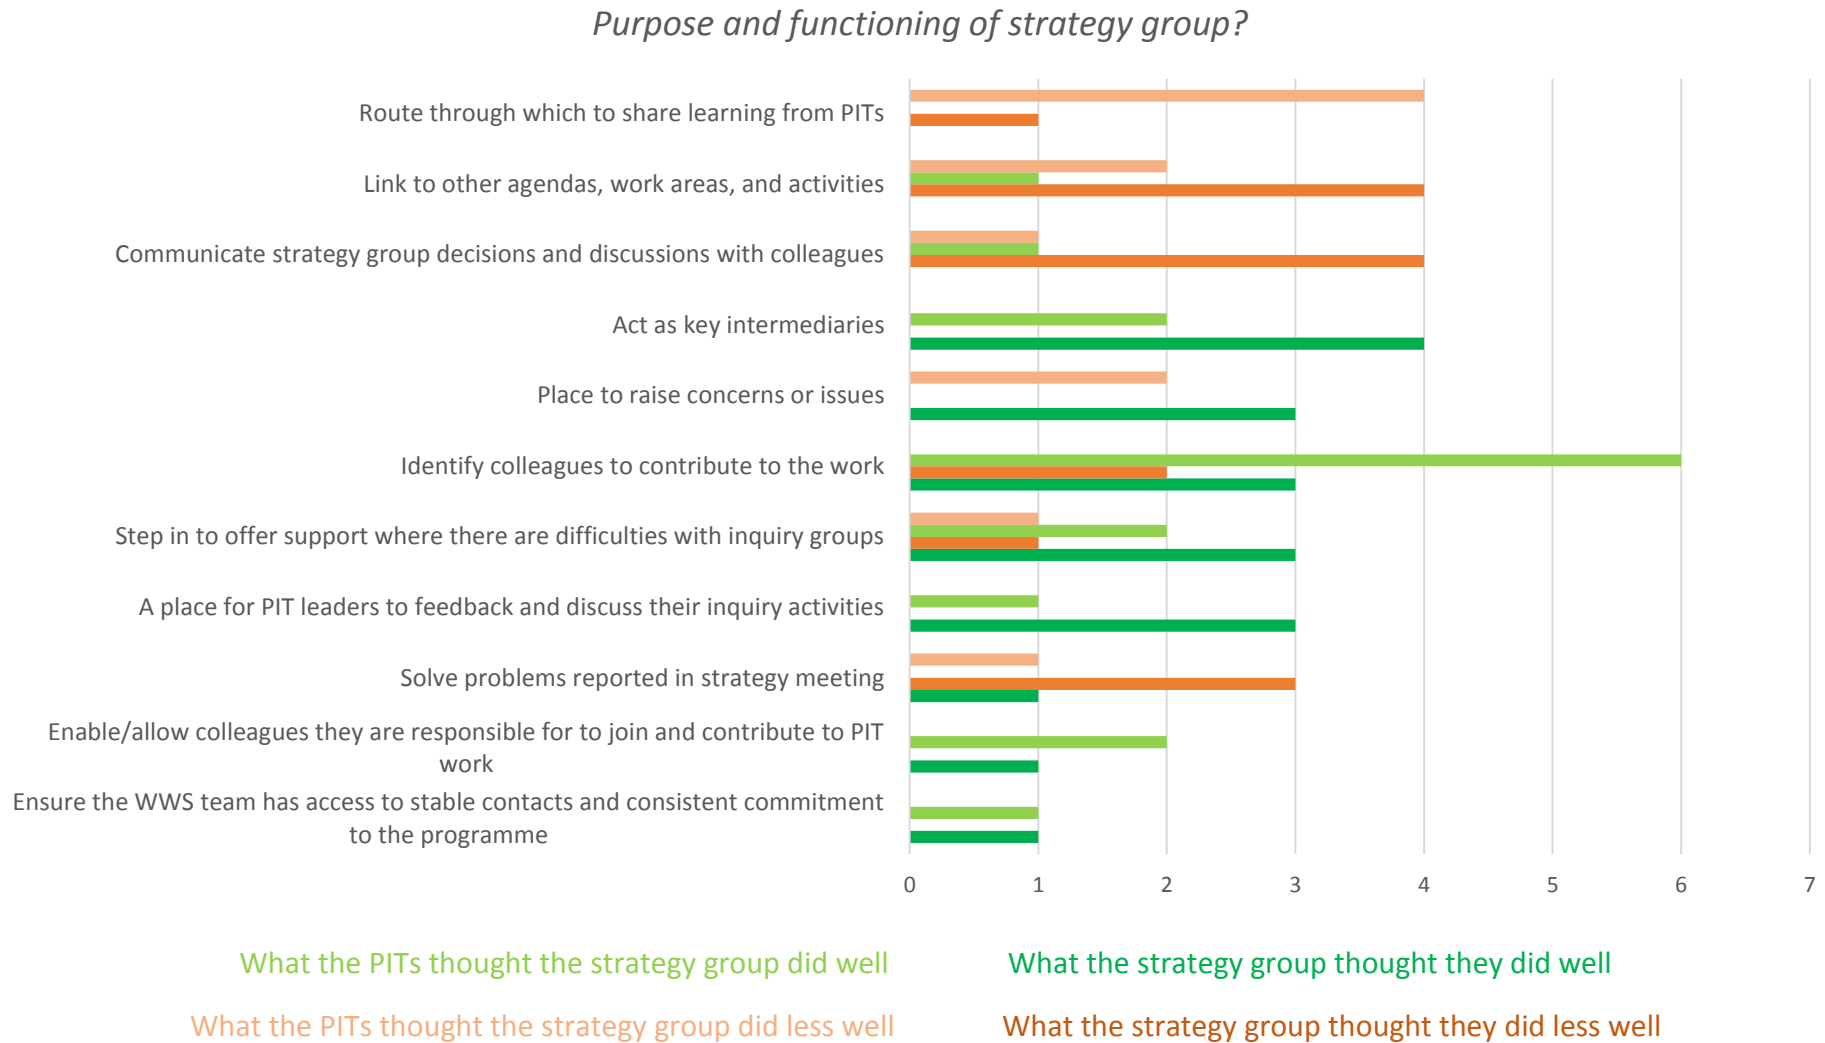 Purpose and functioning of strategy group?
Route through which to share learning from PITs
Link to other agendas, work areas, and activities
Communicate strategy group decisions and discussions with colleagues
Act as key intermediaries
Place to raise concerns or issues
Identify colleagues to contribute to the work
Step in to offer support where there are difficulties with inquiry groups
A place for PIT leaders to feedback and discuss their inquiry activities
Solve problems reported in strategy meeting
Enable/allow colleagues they are responsible for to join and contribute to PIT
work
Ensure the WWS team has access to stable contacts and consistent commitment
to the programme
0 1 2 3 4 5 6 7
What the PITs thought the strategy group did well
What the strategy group thought they did well
What the PITs thought the strategy group did less well
What the strategy group thought they did less well